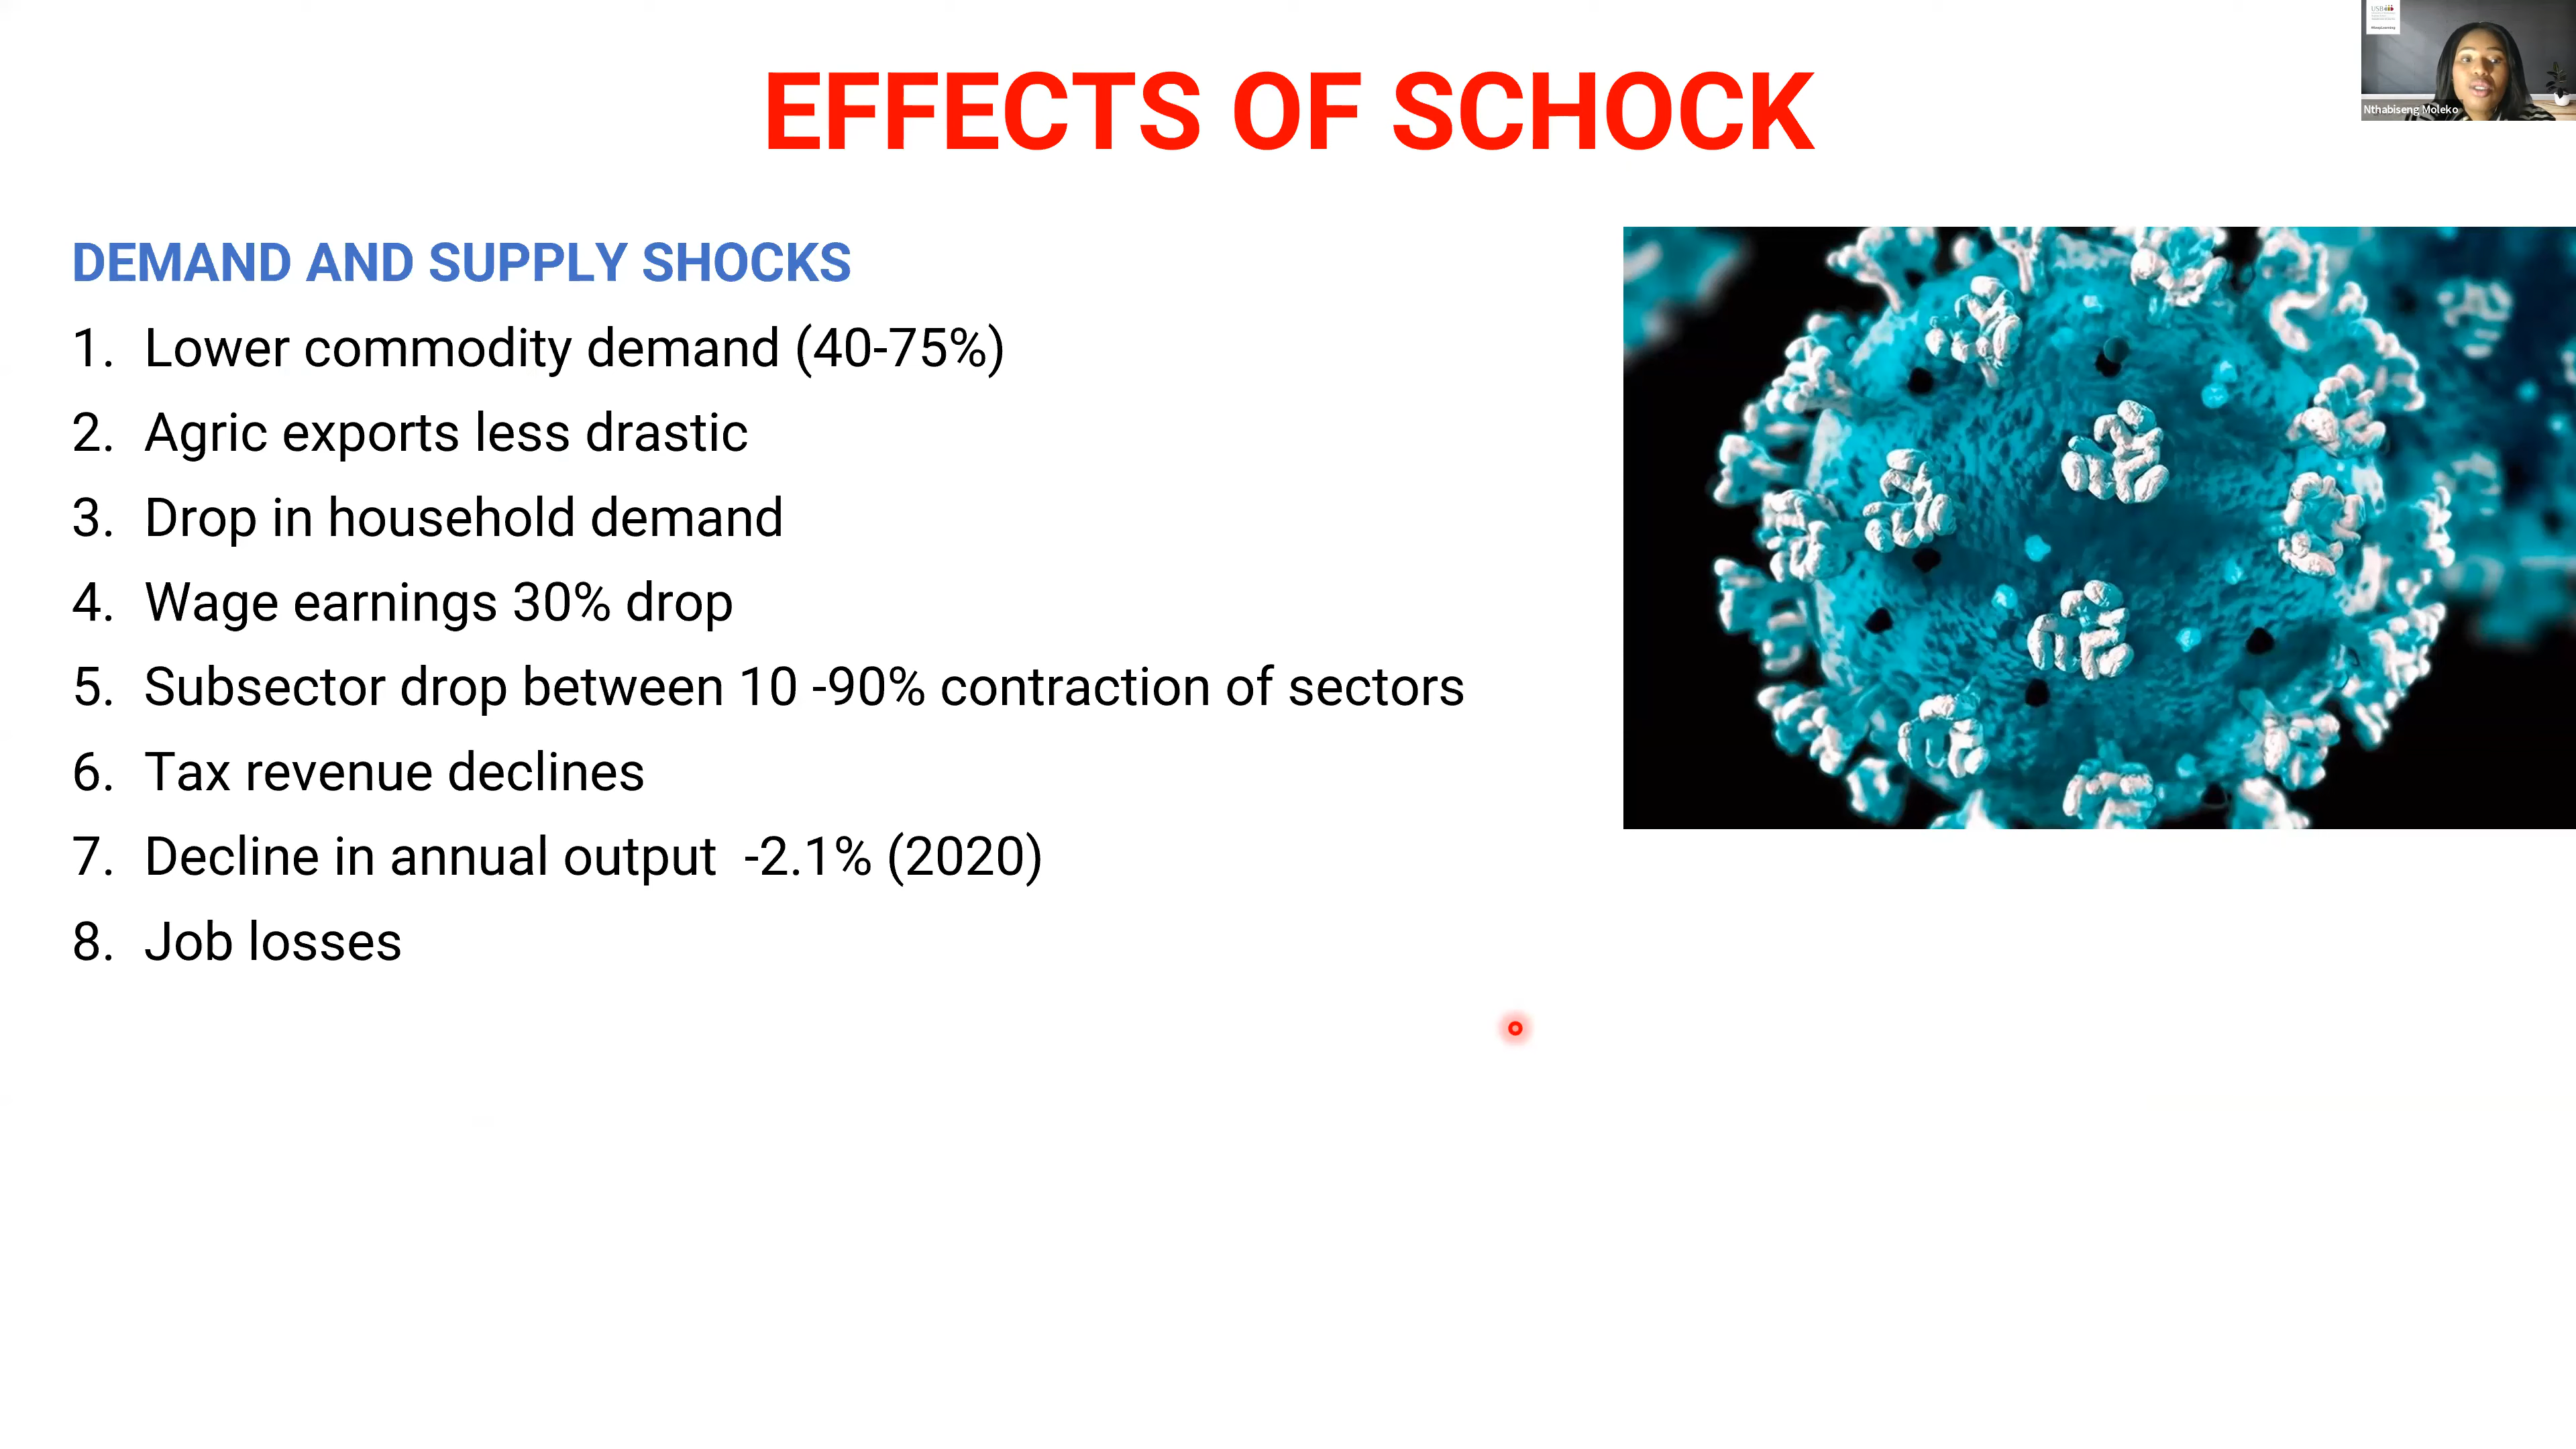 EFFECTS OF SCHOCK
USB
Nthabiseng Moleko
DEMAND AND SUPPLY SHOCKS
1. Lower commodity demand (40-75%)
2. Agric exports less drastic
3. Drop in household demand
4. Wage earnings 30% drop
5. Subsector drop between 10 -90% contraction of sectors
6. Tax revenue declines
7. Decline in annual output -2.1% (2020)
8. Job losses